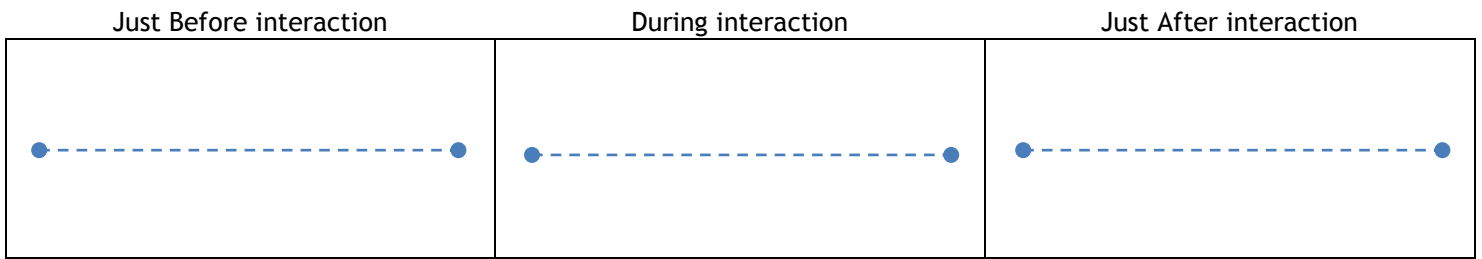 Just Before interaction
During interaction
Just After interaction